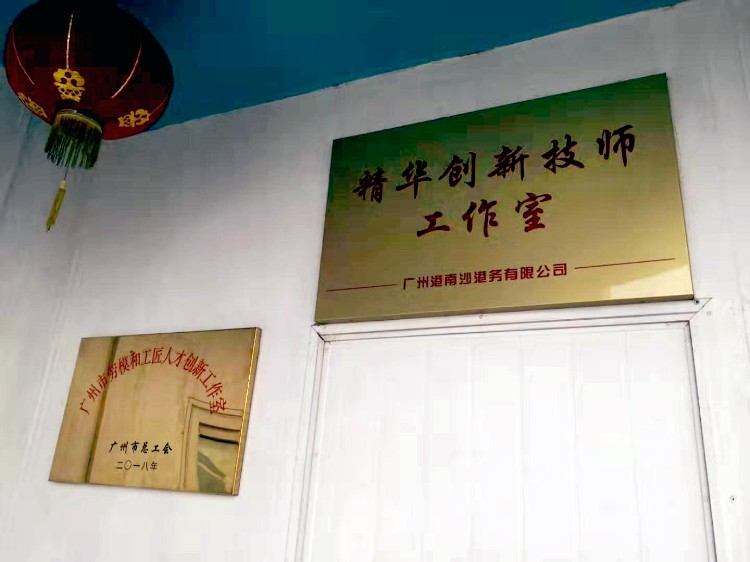 精华创新技师
工作室
广州港南沙港务有限公司
广州市劳模和工匠人才创新工作室
广州市总工会
二〇一八年